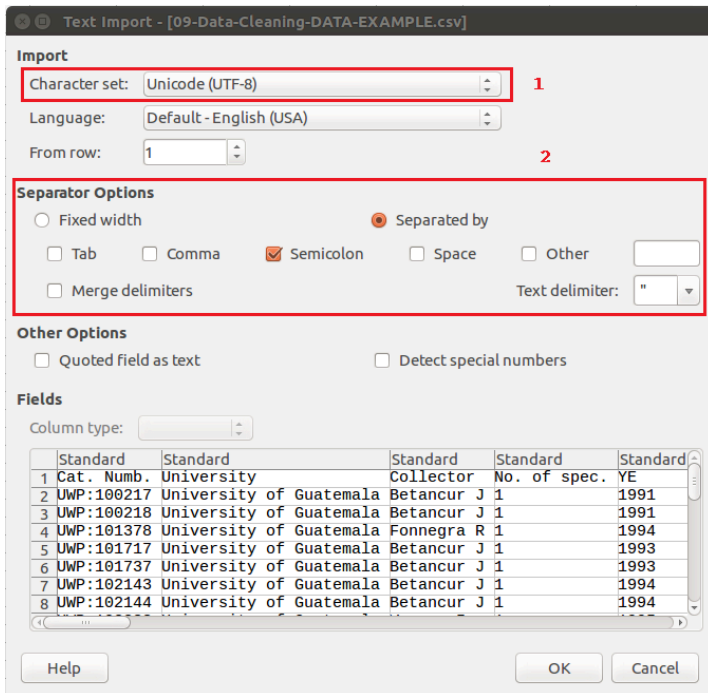 Text Import - [09-Data-Cleaning-DATA-EXAMPLE.csv]
Import
Character set: Unicode (UTF-8) 1
Language: Default - English (USA)
From row: 1
2
Separator Options
Fixed width Separated by
Tab Comma Semicolon Space Other
Merge delimiters Text delimiter: "
Other Options
Quoted field as text Detect special numbers
Fields
Column type:
Standard Standard Standard Standard Standard
1 Cat. Numb. University Collector No. of spec. YE
2 UWP:100217 University of Guatemala Betancur J 1 1991
3 UWP:100218 University of Guatemala Betancur J 1 1991
4 UWP:101378 University of Guatemala Fonnegra R 1 1994
5 UWP:101717 University of Guatemala Betancur J 1 1993
6 UWP:101737 University of Guatemala Betancur J 1 1993
7 UWP:102143 University of Guatemala Betancur J 1 1994
8 UWP:102144 University of Guatemala Betancur J 1 1994
Help OK Cancel